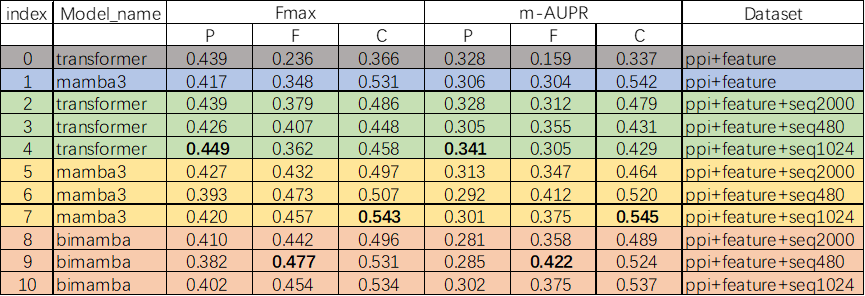 index Model_name Fmax m-AUPR Dataset
P F C P F C
0 transformer 0.439 0.236 0.366 0.328 0.159 0.337 ppi+feature
1 mamba3 0.417 0.348 0.531 0.306 0.304 0.542 ppi+feature
2 transformer 0.439 0.379 0.486 0.328 0.312 0.479 ppi+feature+seq2000
3 transformer 0.426 0.407 0.448 0.305 0.355 0.431 ppi+feature+seq480
4 transformer 0.449 0.362 0.458 0.341 0.305 0.429 ppi+feature+seq1024
5 mamba3 0.427 0.432 0.497 0.313 0.347 0.464 ppi+feature+seq2000
6 mamba3 0.393 0.473 0.507 0.292 0.412 0.520 ppi+feature+seq480
7 mamba3 0.420 0.457 0.543 0.301 0.375 0.545 ppi+feature+seq1024
8 bimamba 0.410 0.442 0.496 0.281 0.358 0.489 ppi+feature+seq2000
9 bimamba 0.382 0.477 0.531 0.285 0.422 0.524 ppi+feature+seq480
10 bimamba 0.402 0.454 0.534 0.302 0.375 0.537 ppi+feature+seq1024